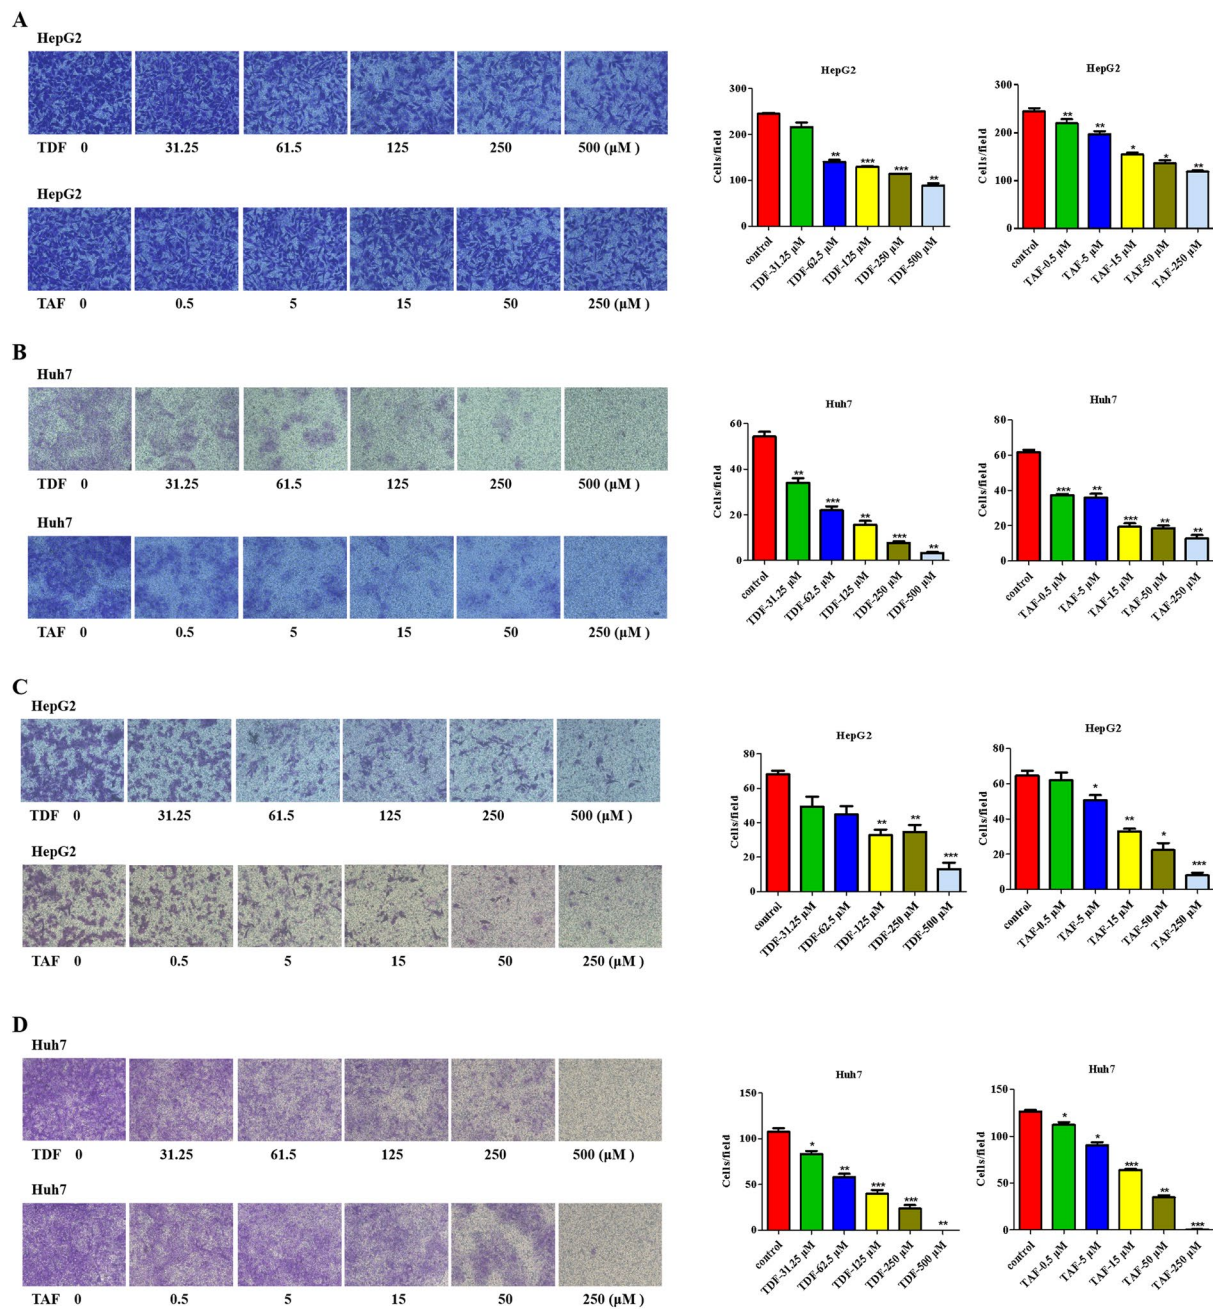 A
HepG2
TDF 0 31.25 61.5 125 250 500 (µM )
HepG2
TAF 0 0.5 5 15 50 250 (µM )
HepG2
Cells/field
300
200
100
0
control
TDF-31.25 µM
TDF-62.5 µM
TDF-125 µM
TDF-250 µM
TDF-500 µM
**
***
***
**
HepG2
Cells/field
300
200
100
0
control
TAF-0.5 µM
TAF-5 µM
TAF-15 µM
TAF-50 µM
TAF-250 µM
**
**
*
*
**
B
Huh7
TDF 0 31.25 61.5 125 250 500 (µM )
Huh7
TAF 0 0.5 5 15 50 250 (µM )
Huh7
Cells/field
60
40
20
0
control
TDF-31.25 µM
TDF-62.5 µM
TDF-125 µM
TDF-250 µM
TDF-500 µM
**
***
**
***
**
Huh7
Cells/field
80
60
40
20
0
control
TAF-0.5 µM
TAF-5 µM
TAF-15 µM
TAF-50 µM
TAF-250 µM
***
**
***
**
**
C
HepG2
TDF 0 31.25 61.5 125 250 500 (µM )
HepG2
TAF 0 0.5 5 15 50 250 (µM )
HepG2
Cells/field
80
60
40
20
0
control
TDF-31.25 µM
TDF-62.5 µM
TDF-125 µM
TDF-250 µM
TDF-500 µM
**
**
***
HepG2
Cells/field
80
60
40
20
0
control
TAF-0.5 µM
TAF-5 µM
TAF-15 µM
TAF-50 µM
TAF-250 µM
*
**
*
***
D
Huh7
TDF 0 31.25 61.5 125 250 500 (µM )
Huh7
TAF 0 0.5 5 15 50 250 (µM )
Huh7
Cells/field
150
100
50
0
control
TDF-31.25 µM
TDF-62.5 µM
TDF-125 µM
TDF-250 µM
TDF-500 µM
*
**
***
***
**
Huh7
Cells/field
150
100
50
0
control
TAF-0.5 µM
TAF-5 µM
TAF-15 µM
TAF-50 µM
TAF-250 µM
*
*
***
**
***